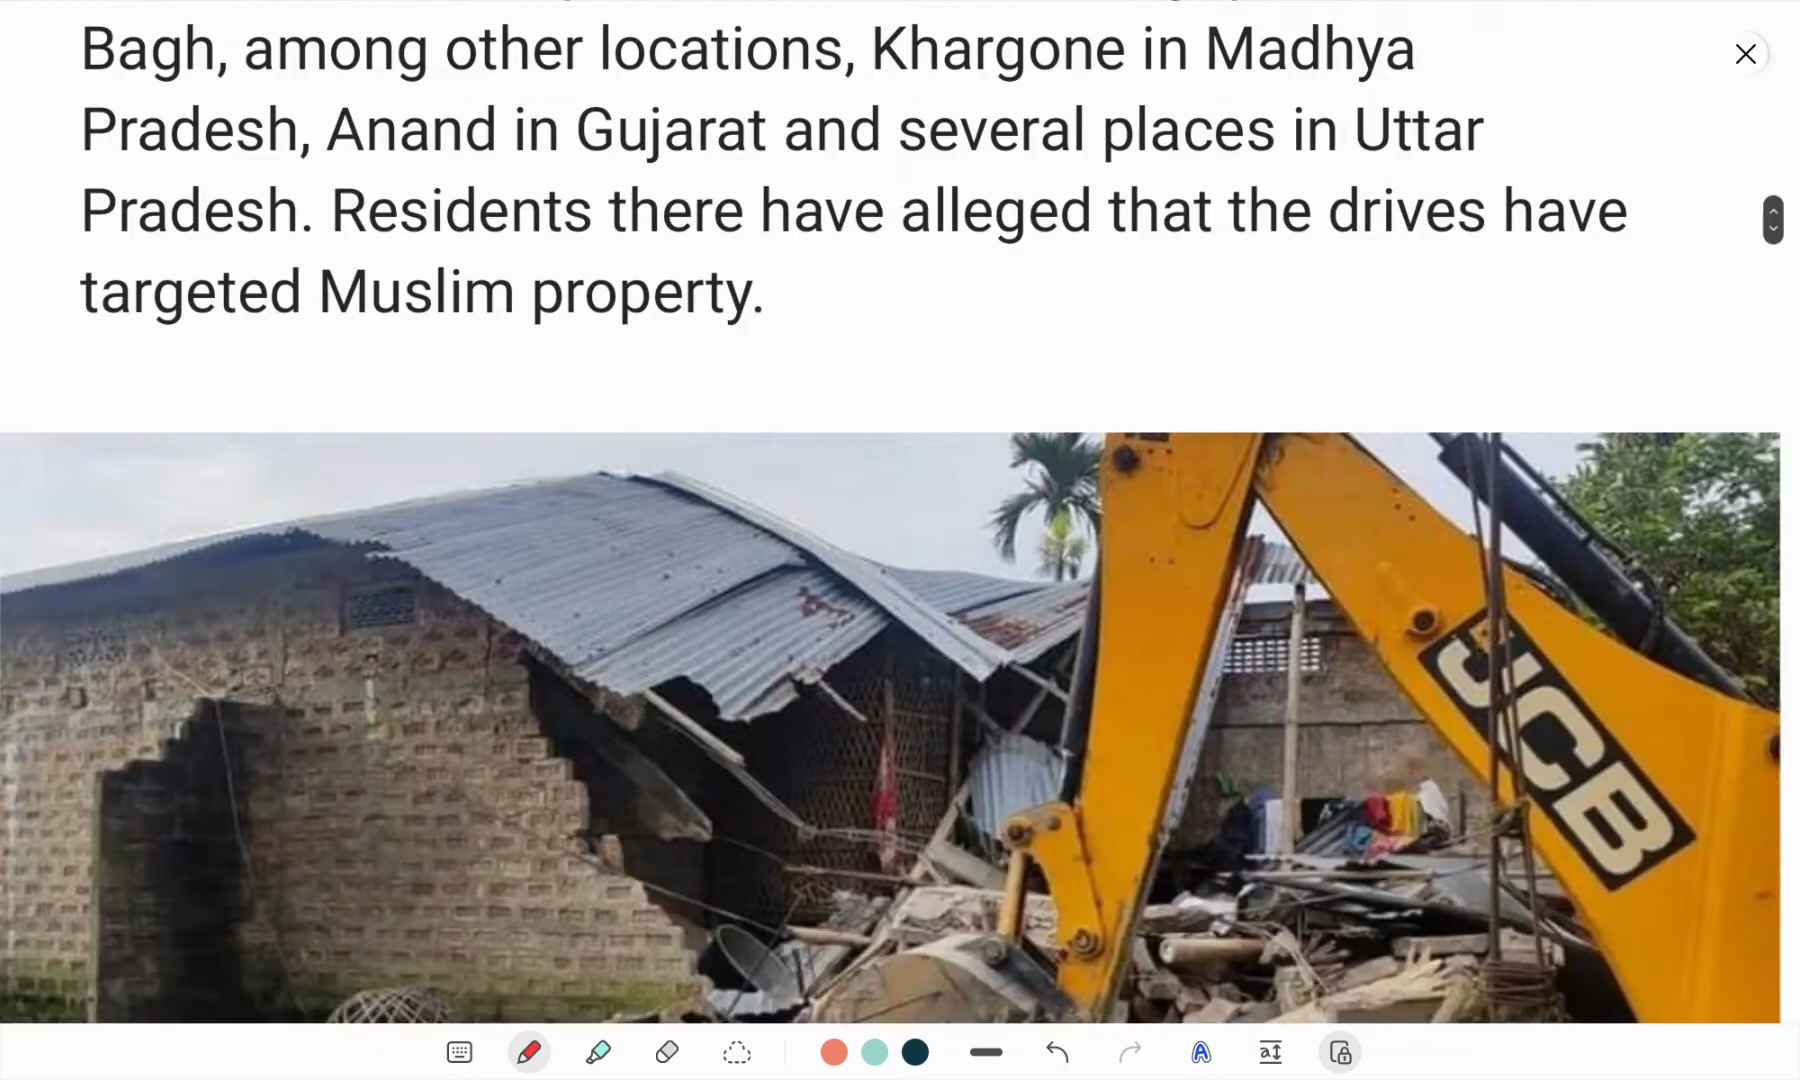 Bagh, among other locations, Khargone in Madhya
Pradesh, Anand in Gujarat and several places in Uttar
Pradesh. Residents there have alleged that the drives have
targeted Muslim property.
JCB
A
a